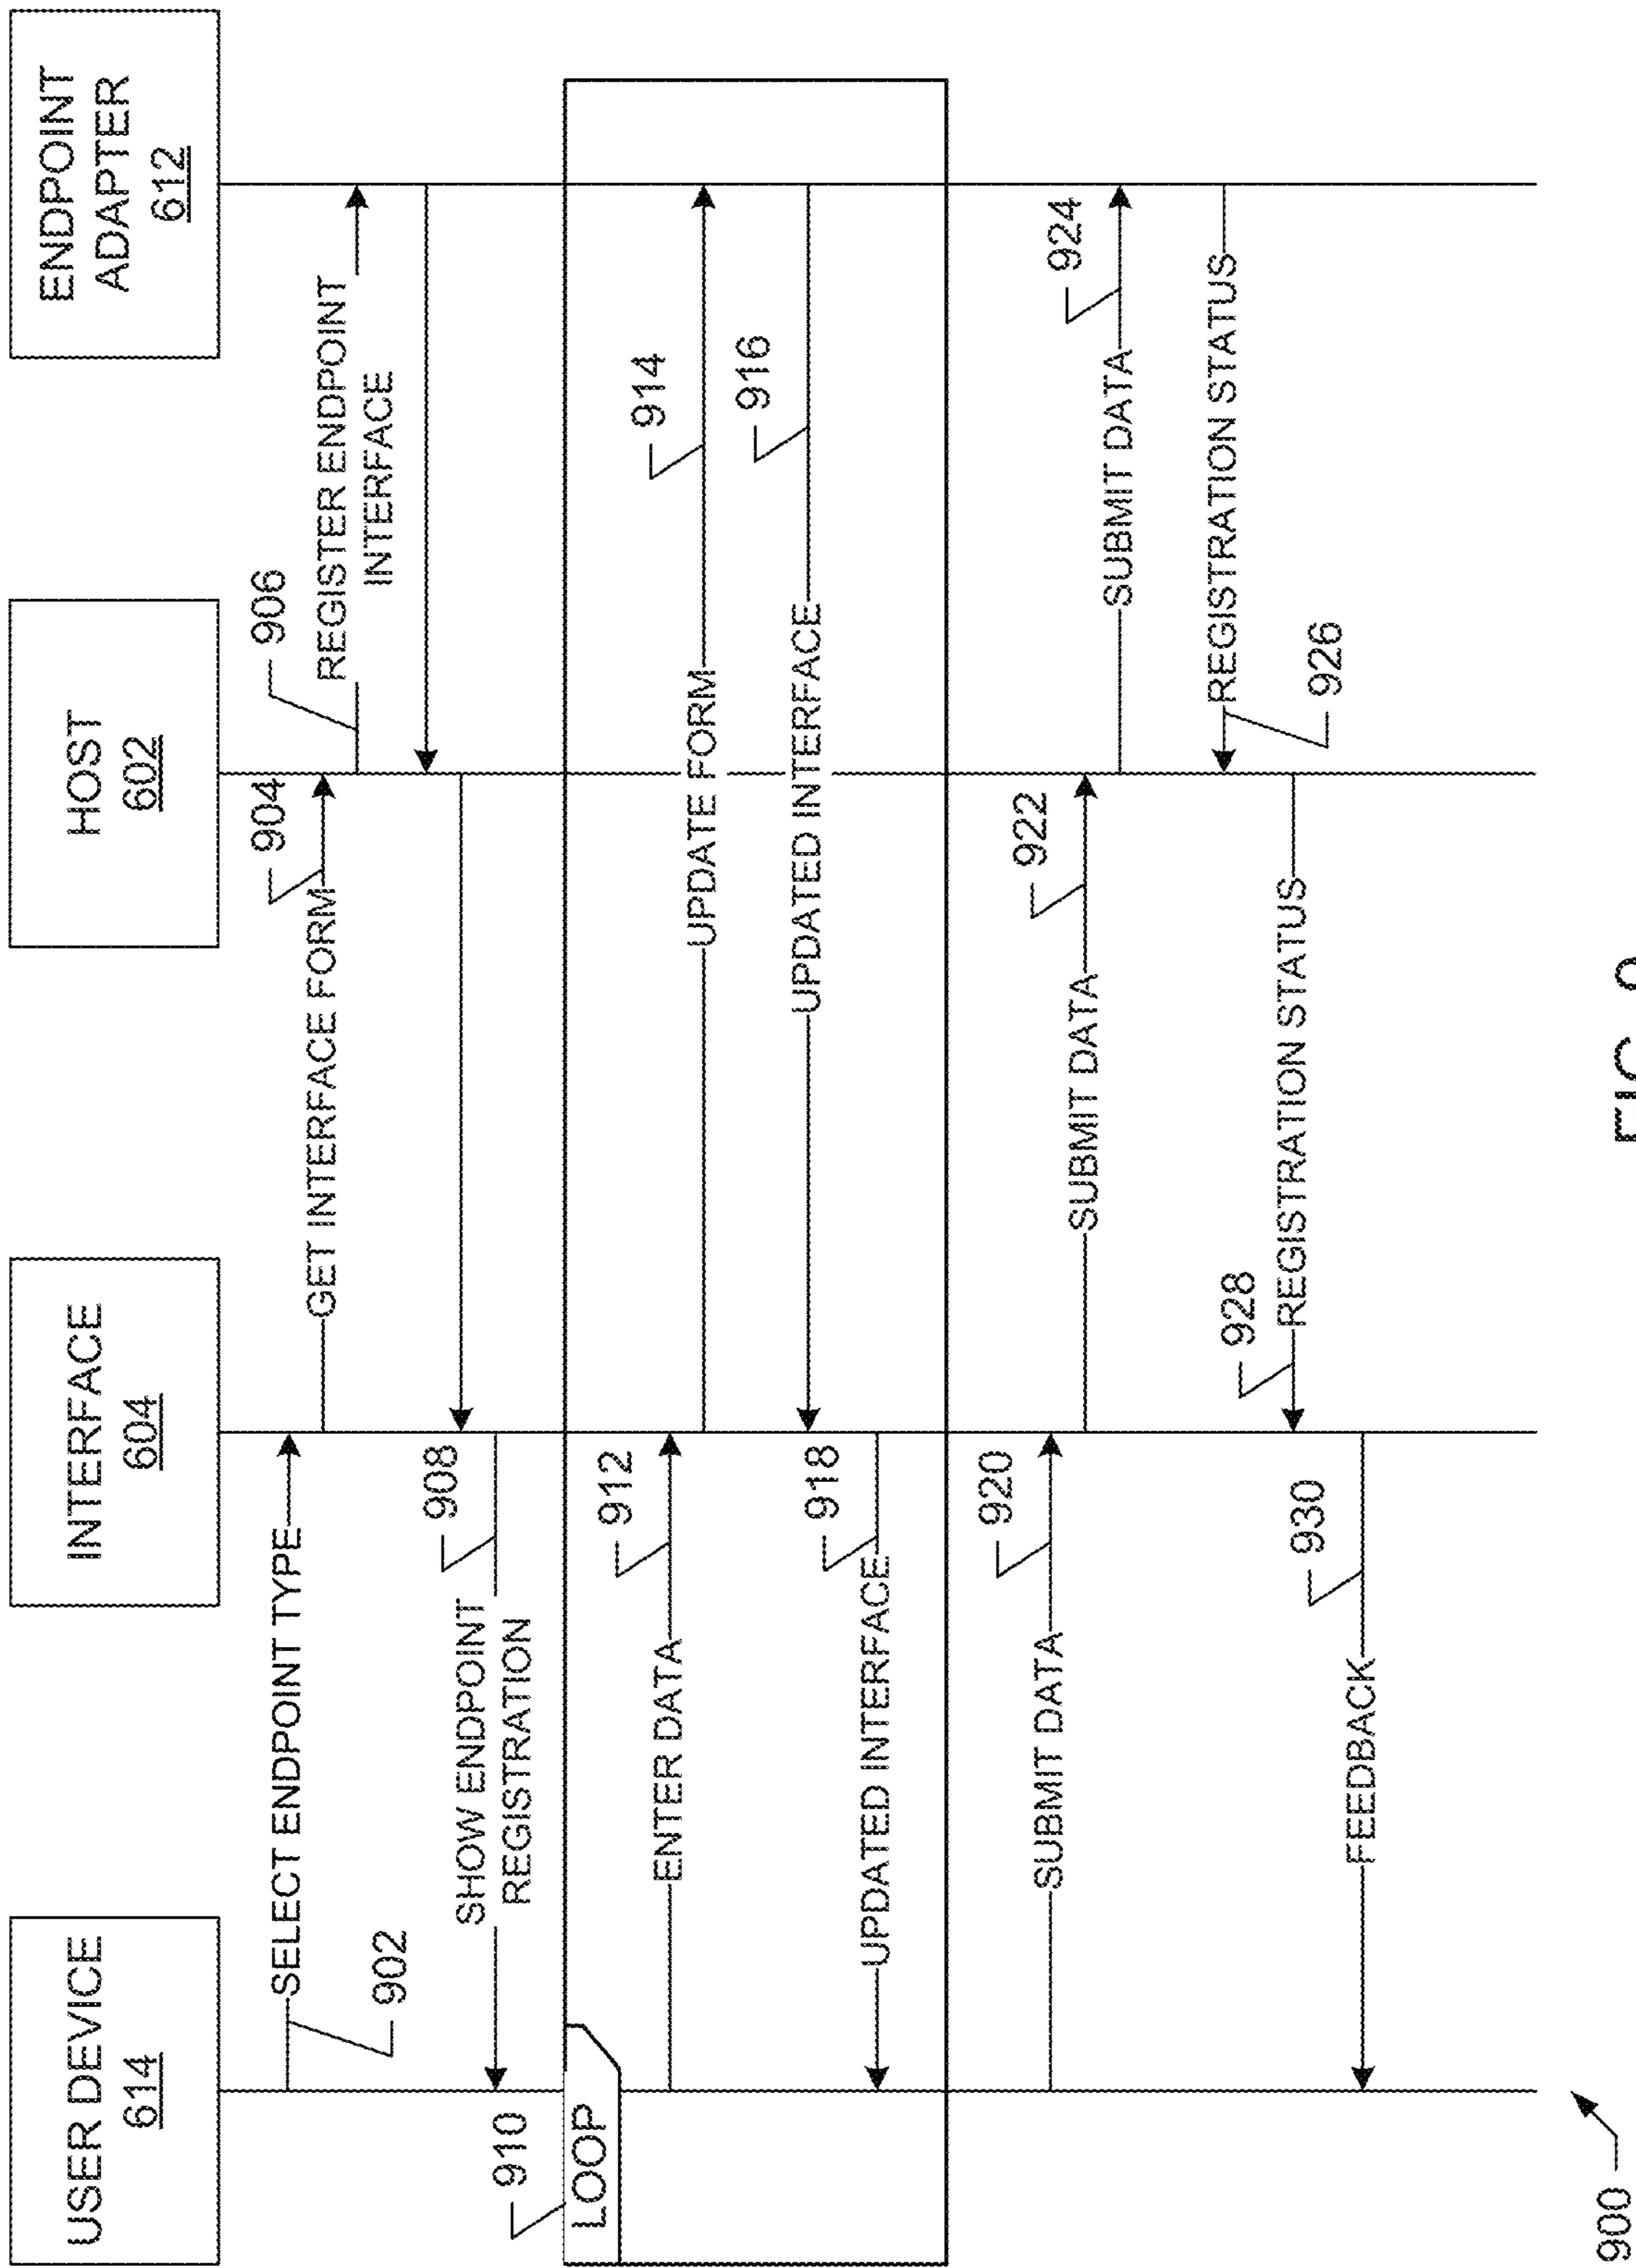 USER DEVICE
614
INTERFACE
604
HOST
602
ENDPOINT
ADAPTER
612
SELECT ENDPOINT TYPE
902
GET INTERFACE FORM
904
906
REGISTER ENDPOINT
INTERFACE
908
SHOW ENDPOINT
REGISTRATION
910
LOOP
912
ENTER DATA
914
UPDATE FORM
916
UPDATED INTERFACE
918
UPDATED INTERFACE
920
SUBMIT DATA
922
SUBMIT DATA
924
SUBMIT DATA
REGISTRATION STATUS
926
928
REGISTRATION STATUS
930
FEEDBACK
900